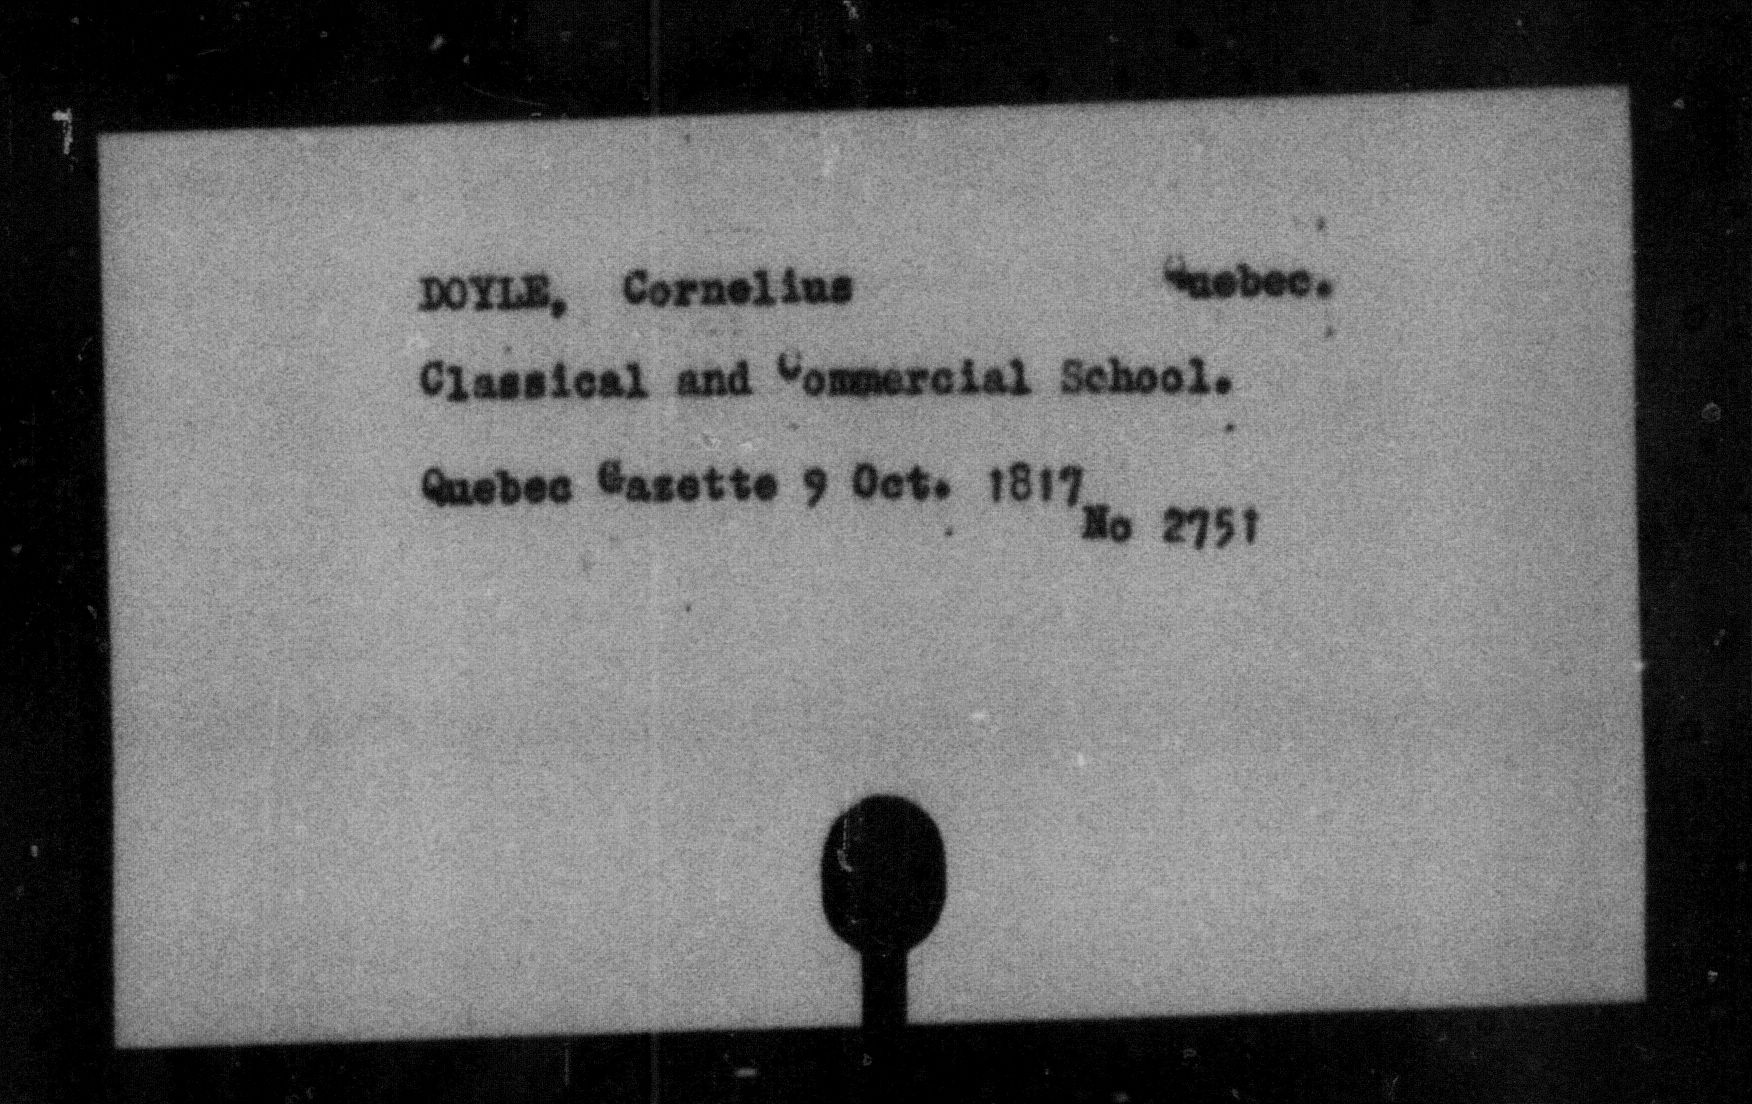 DOYLE, Cornelius Quebec.
Classical and Commercial School.
Quebec Gazette 9 Oct. 1817
No 2751